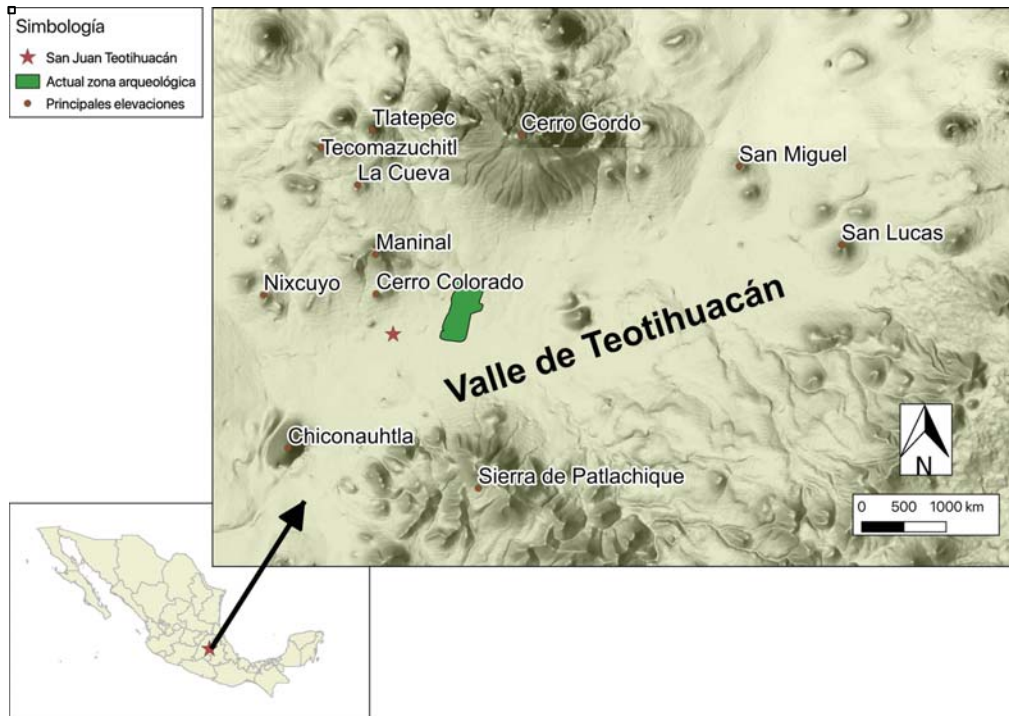 Simbología
San Juan Teotihuacán
Actual zona arqueológica
Principales elevaciones
Tlatepec
Cerro Gordo
Tecomazuchitl
San Miguel
La Cueva
San Lucas
Maninal
Nixcuyo
Cerro Colorado
Valle de Teotihuacán
Chiconauhtla
Sierra de Patlachique
N
0 500 1000 km